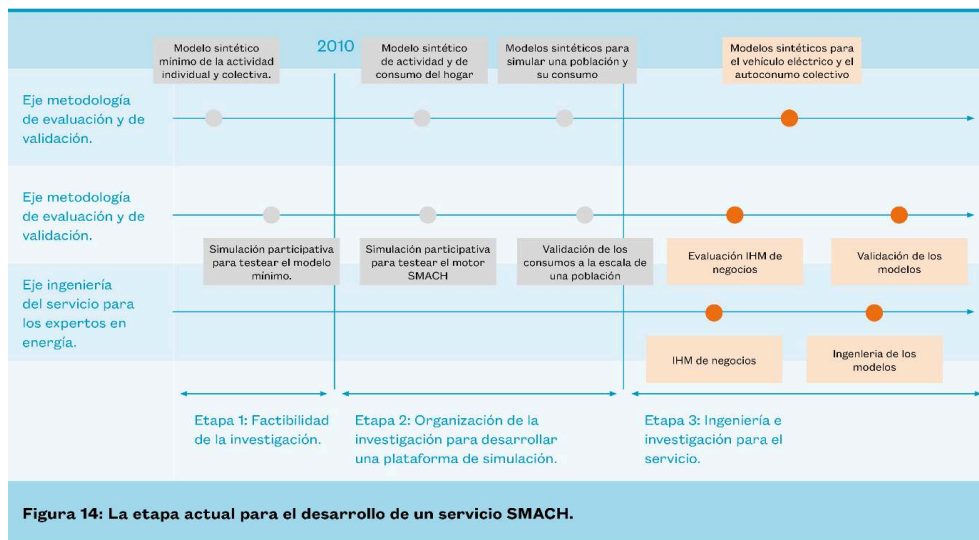 Modelo sintético
mínimo de la actividad
individual y colectiva.
2010
Modelo sintético
de actividad y de
consumo del hogar
Modelos sintéticos para
simular una población y
su consumo
Modelos sintéticos para
el vehículo eléctrico y el
autoconumo colectivo
Eje metodología
de evaluación y de
validación.
Eje metodología
de evaluación y de
validación.
Simulación participativa
para testear el modelo
mínimo.
Simulación participativa
para testear el motor
SMACH
Validación de los
consumos a la escala de
una población
Evaluación IHM de
negocios
Validación de los
modelos
Eje ingeniería
del servicio para
los expertos en
energía.
IHM de negocios
Ingenleria de los
modelos
Etapa 1: Factibilidad
de la investigación.
Etapa 2: Organización de la
investigación para desarrollar
una plataforma de simulación.
Etapa 3: Ingeniería e
investigación para el
servicio.
Figura 14: La etapa actual para el desarrollo de un servicio SMACH.